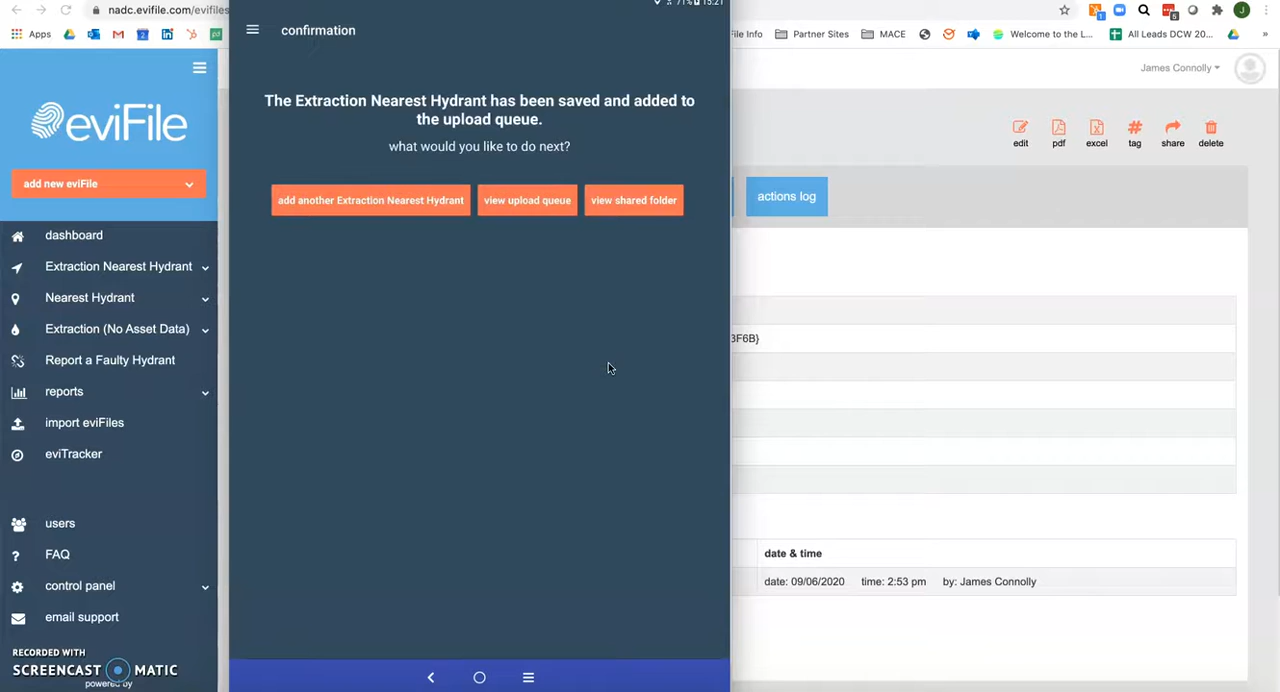 nadc.evifile.com/evifiles
71% 15:21
Apps
File Info
Partner Sites
MACE
Welcome to the L...
All Leads DCW 20...
»
1
5
J
eviFile
add new eviFile
dashboard
Extraction Nearest Hydrant
Nearest Hydrant
Extraction (No Asset Data)
Report a Faulty Hydrant
reports
import eviFiles
eviTracker
users
FAQ
control panel
email support
RECORDED WITH
SCREENCAST MATIC
powered by
confirmation
The Extraction Nearest Hydrant has been saved and added to
the upload queue.
what would you like to do next?
add another Extraction Nearest Hydrant
view upload queue
view shared folder
James Connolly
edit
pdf
excel
tag
share
delete
actions log
3F6B}
date & time
date: 09/06/2020 time: 2:53 pm by: James Connolly